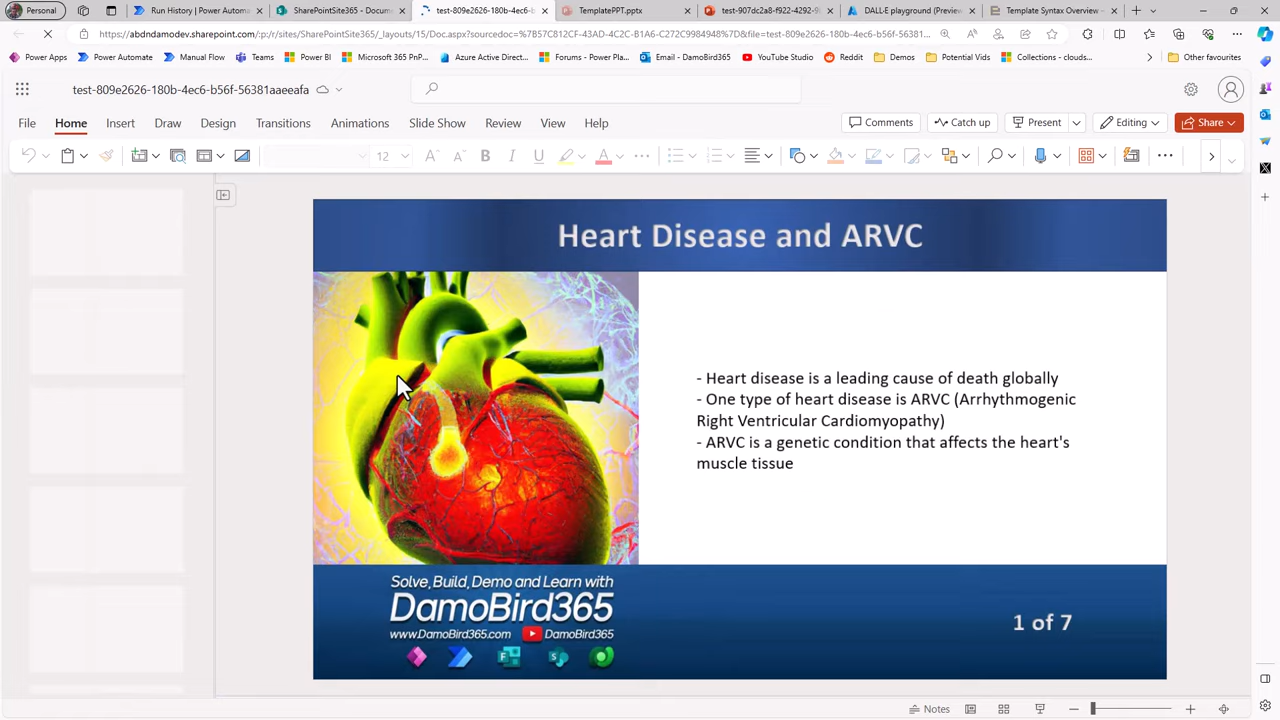 Personal
Run History | Power Automa
SharePointSite365 - Docume
test-809e2626-180b-4ec6-b
TemplatePPT.pptx
test-907dc2a8-f922-4292-98
DALL-E playground (Preview
Template Syntax Overview -
https://abdndamodev.sharepoint.com/:p:/r/sites/SharePointSite365/_layouts/15/Doc.aspx?sourcedoc=%7B57C812CF-43AD-4C2C-B1A6-C272C9984948%7D&file=test-809e2626-180b-4ec6-b56f-56381...
Power Apps
Power Automate
Manual Flow
Teams
Power BI
Microsoft 365 PnP...
Azure Active Direct...
Forums - Power Pla...
Email - DamoBird365
YouTube Studio
Reddit
Demos
Potential Vids
Collections - clouds...
Other favourites
test-809e2626-180b-4ec6-b56f-56381aaeeafa
File
Home
Insert
Draw
Design
Transitions
Animations
Slide Show
Review
View
Help
Comments
Catch up
Present
Editing
Share
12
Heart Disease and ARVC
- Heart disease is a leading cause of death globally
- One type of heart disease is ARVC (Arrhythmogenic
Right Ventricular Cardiomyopathy)
- ARVC is a genetic condition that affects the heart's
muscle tissue
Solve, Build, Demo and Learn with
DamoBird365
www.DamoBird365.com DamoBird365
1 of 7
Notes